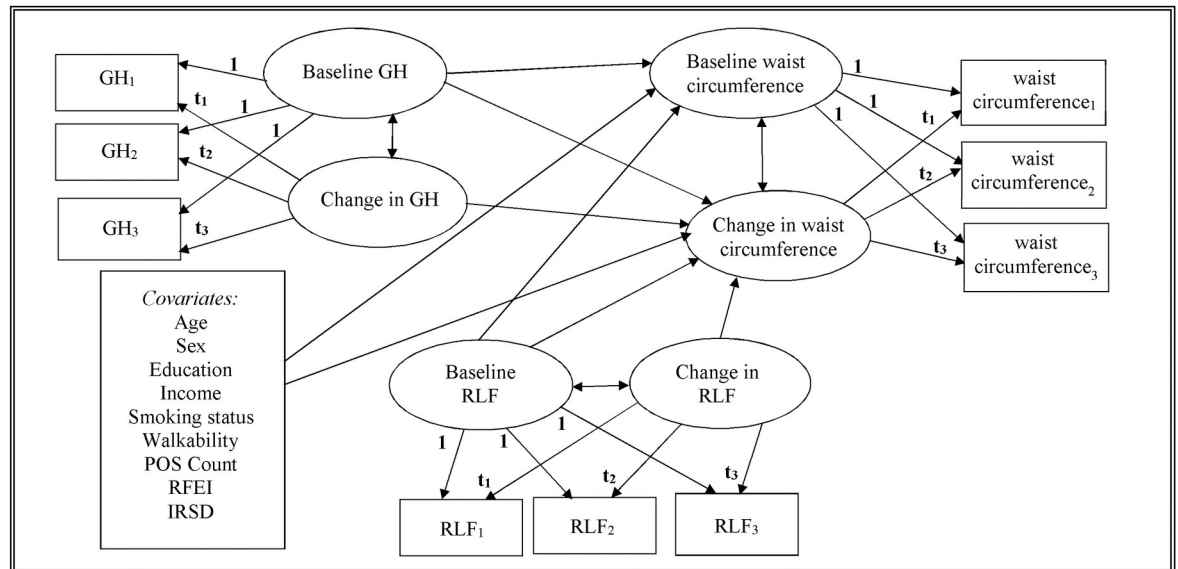 GH₁
GH₂
GH₃
1
t₁
1
1
t₂
t₃
Baseline GH
Change in GH
Baseline waist
circumference
Change in waist
circumference
1
t₁
1
1
t₂
t₃
waist
circumference₁
waist
circumference₂
waist
circumference₃
Covariates:
Age
Sex
Education
Income
Smoking status
Walkability
POS Count
RFEI
IRSD
Baseline
RLF
Change in
RLF
1
1
1
t₁
t₂
t₃
RLF₁
RLF₂
RLF₃